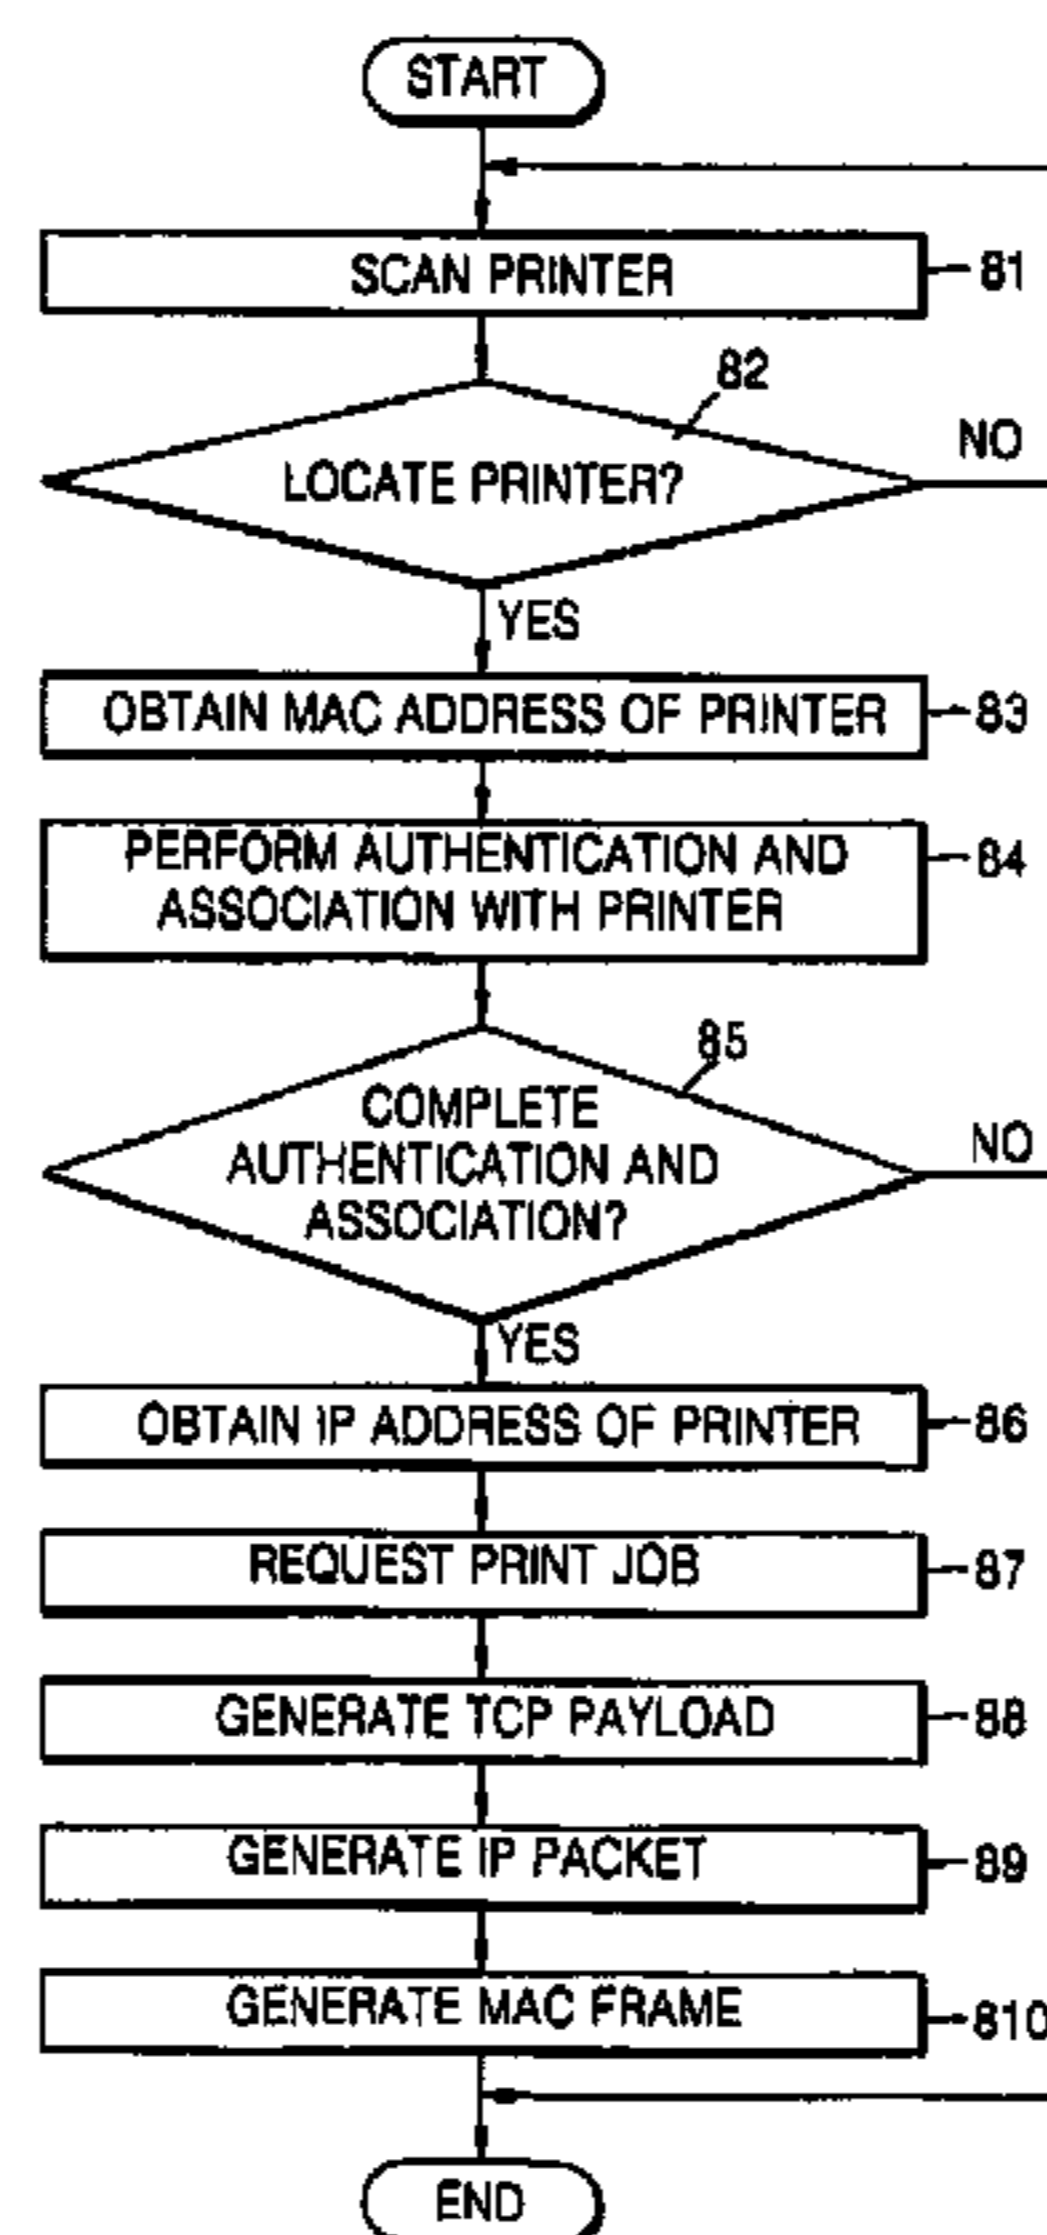 START
SCAN PRINTER
81
82
LOCATE PRINTER?
NO
YES
OBTAIN MAC ADDRESS OF PRINTER
83
PERFORM AUTHENTICATION AND
ASSOCIATION WITH PRINTER
84
85
COMPLETE
AUTHENTICATION AND
ASSOCIATION?
NO
YES
OBTAIN IP ADDRESS OF PRINTER
86
REQUEST PRINT JOB
87
GENERATE TCP PAYLOAD
88
GENERATE IP PACKET
89
GENERATE MAC FRAME
810
END